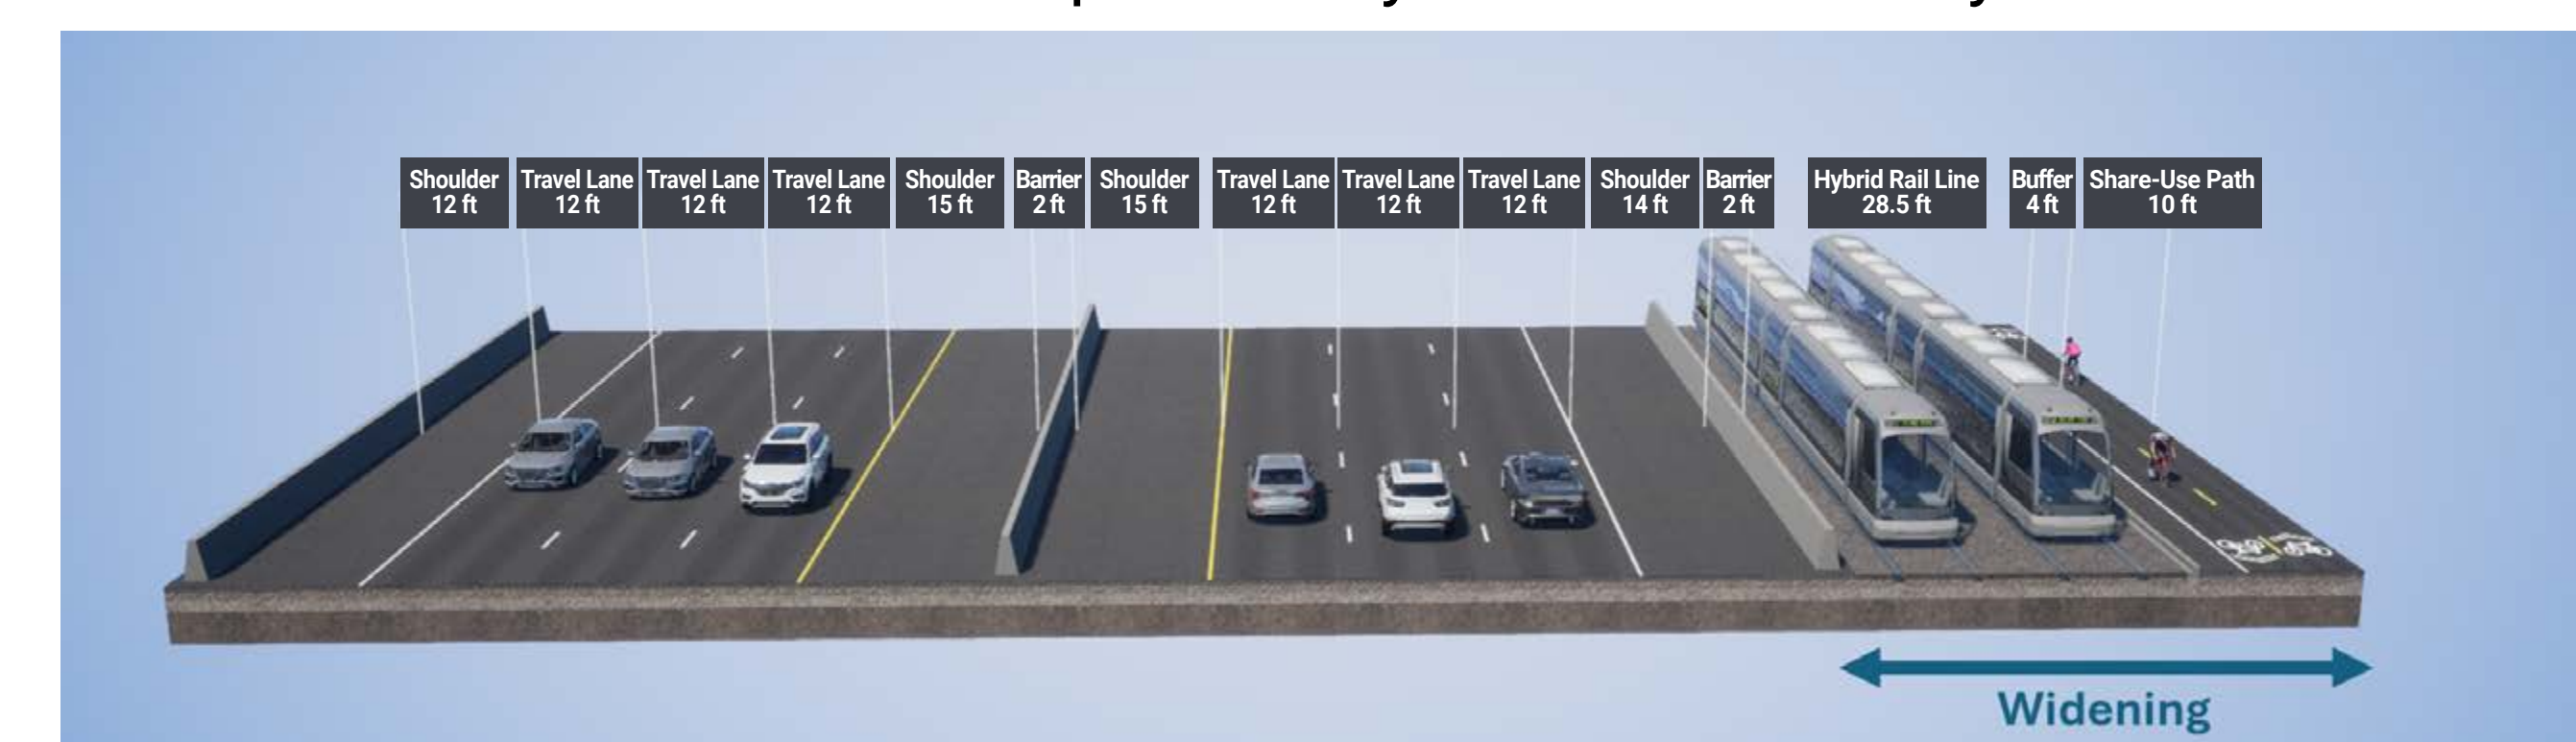 Shoulder
12 ft
Travel Lane
12 ft
Travel Lane
12 ft
Travel Lane
12 ft
Shoulder
15 ft
Barrier
2 ft
Shoulder
15 ft
Travel Lane
12 ft
Travel Lane
12 ft
Travel Lane
12 ft
Shoulder
14 ft
Barrier
2 ft
Hybrid Rail Line
28.5 ft
Buffer
4 ft
Share-Use Path
10 ft
Widening